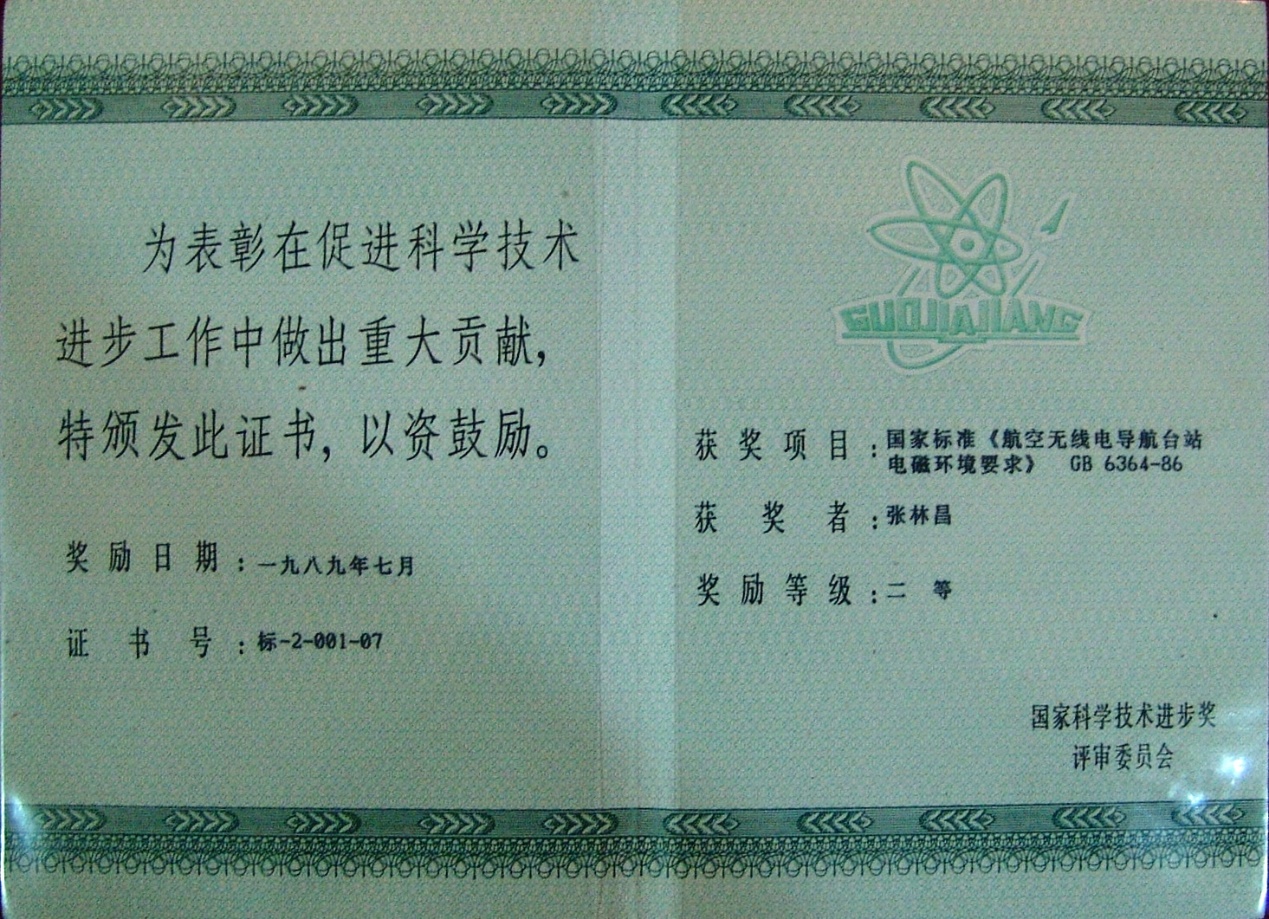 为表彰在促进科学技术
进步工作中做出重大贡献，
特颁发此证书，以资鼓励。
奖励日期：一九八九年七月
证书号：标-2-001-07
GUOJIAJIANG
获奖项目：国家标准《航空无线电导航台站
电磁环境要求》 GB 6364-86
获奖者：张林昌
奖励等级：二 等
国家科学技术进步奖
评审委员会